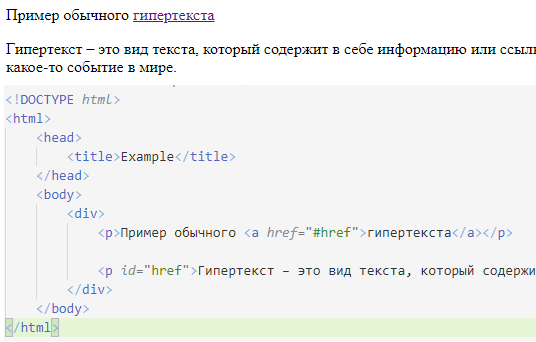 Пример обычного гипертекста
Гипертекст – это вид текста, который содержит в себе информацию или
какое-то событие в мире.
<!DOCTYPE html>
<html>
<head>
<title>Example</title>
</head>
<body>
<div>
<p>Пример обычного <a href="#href">гипертекста</a></p>
<p id="href">Гипертекст – это вид текста, который
</div>
</body>
</html>